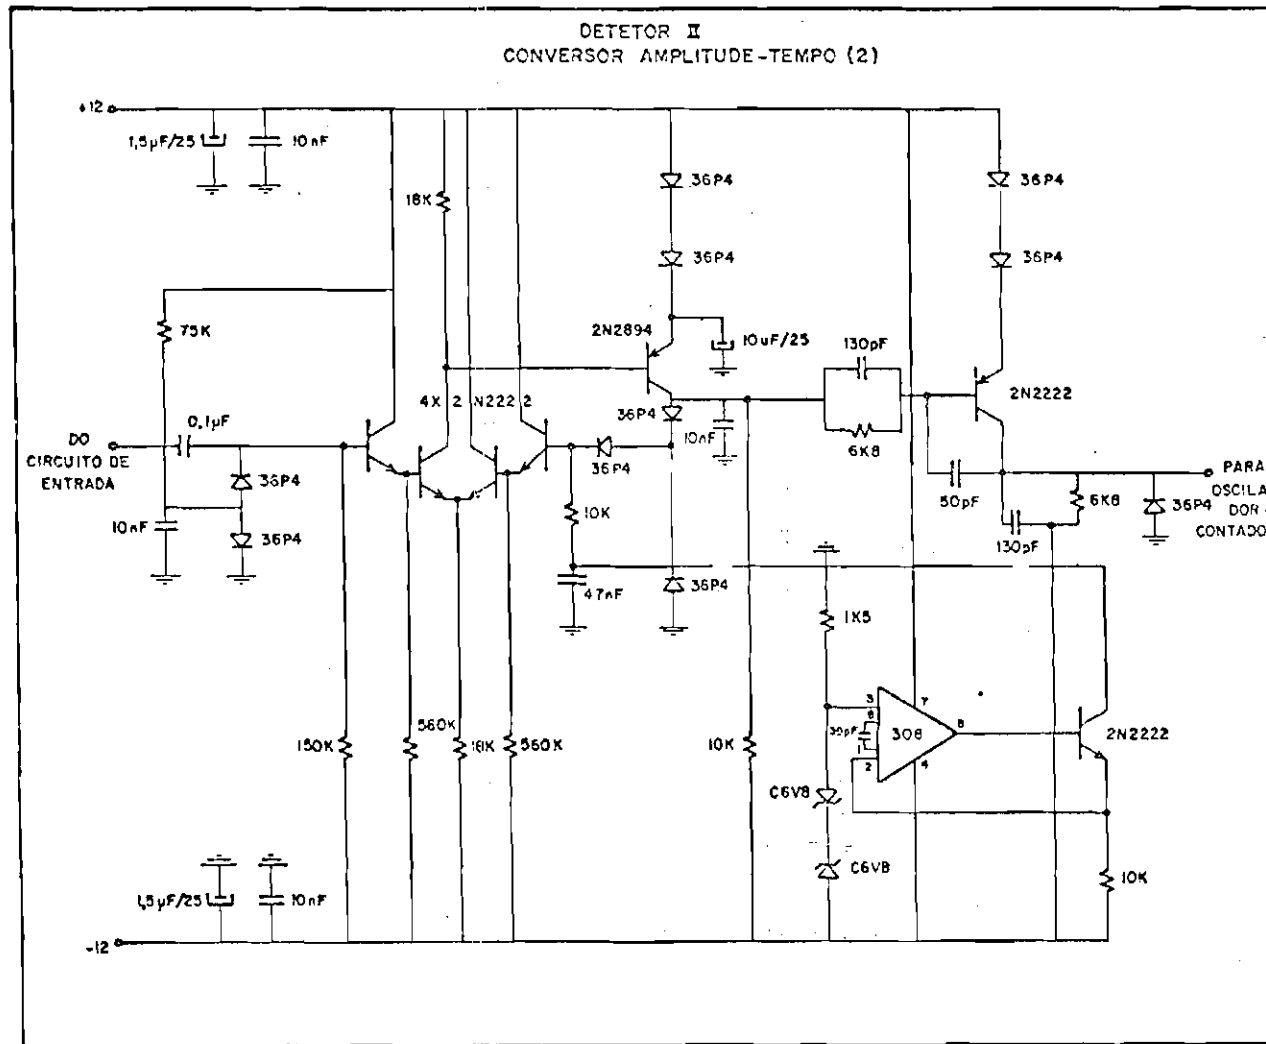 DETETOR II
CONVERSOR AMPLITUDE-TEMPO (2)
+12
1,5µF/25
10nF
36P4
36P4
18K
36P4
36P4
75K
2N2894
10uF/25
130pF
4X 2N2222
2N2222
0,1µF
36P4
10nF
DO
CIRCUITO DE
ENTRADA
36P4
6K8
PARA
OSCILA
DOR-
CONTADO
36P4
50pF
6K8
36P4
10K
10nF
36P4
130pF
47nF
36P4
1K5
3
7
8
30pF
308
6
1
2
4
2N2222
150K
560K
18K
560K
10K
C6V8
C6V8
10K
1,5µF/25
10nF
-12